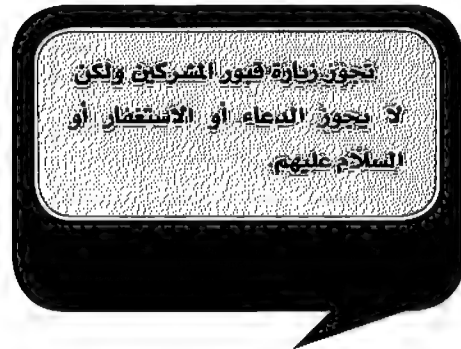 تجوز زيارة قبور المشركين ولكن
لا يجوز الدعاء أو الاستغفار أو
السلام عليهم.